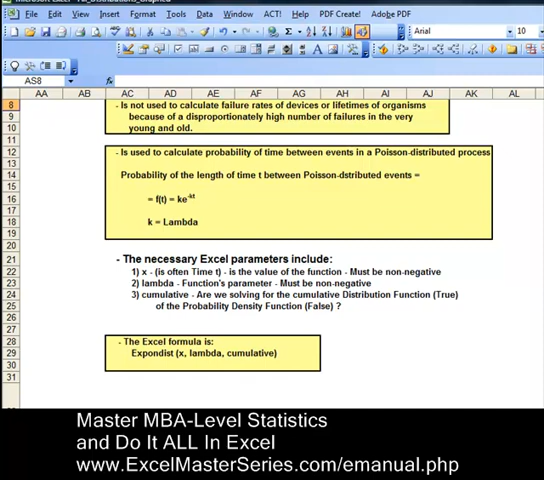 File Edit View Insert Format Tools Data Window ACT! Help PDF Create! Adobe PDF
Arial 10
AS8
AA AB AC AD AE AF AG AH AI AJ AK AL
8 - Is not used to calculate failure rates of devices or lifetimes of organisms
9 because of a disproportionately high number of failures in the very
10 young and old.
11
12 - Is used to calculate probability of time between events in a Poisson-distributed process
13
14 Probability of the length of time t between Poisson-dstributed events =
15
16 = f(t) = ke-kt
17
18 k = Lambda
19
20
21 - The necessary Excel parameters include:
22 1) x - (is often Time t) - is the value of the function - Must be non-negative
23 2) lambda - Function's parameter - Must be non-negative
24 3) cumulative - Are we solving for the cumulative Distribution Function (True)
25 of the Probability Density Function (False) ?
26
27
28 - The Excel formula is:
29 Expondist (x, lambda, cumulative)
30
31
Master MBA-Level Statistics
and Do It ALL In Excel
www.ExcelMasterSeries.com/emanual.php